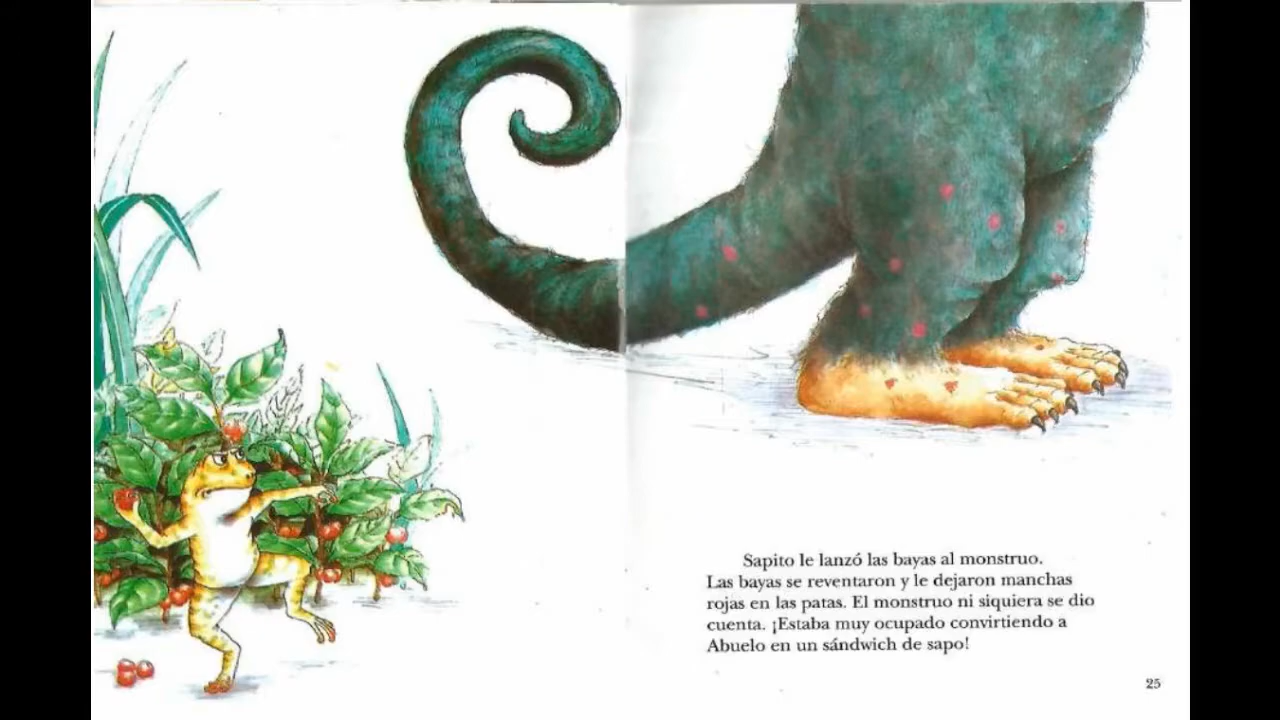 Sapito le lanzó las bayas al monstruo.
Las bayas se reventaron y le dejaron manchas
rojas en las patas. El monstruo ni siquiera se dio
cuenta. ¡Estaba muy ocupado convirtiendo a
Abuelo en un sándwich de sapo!
25